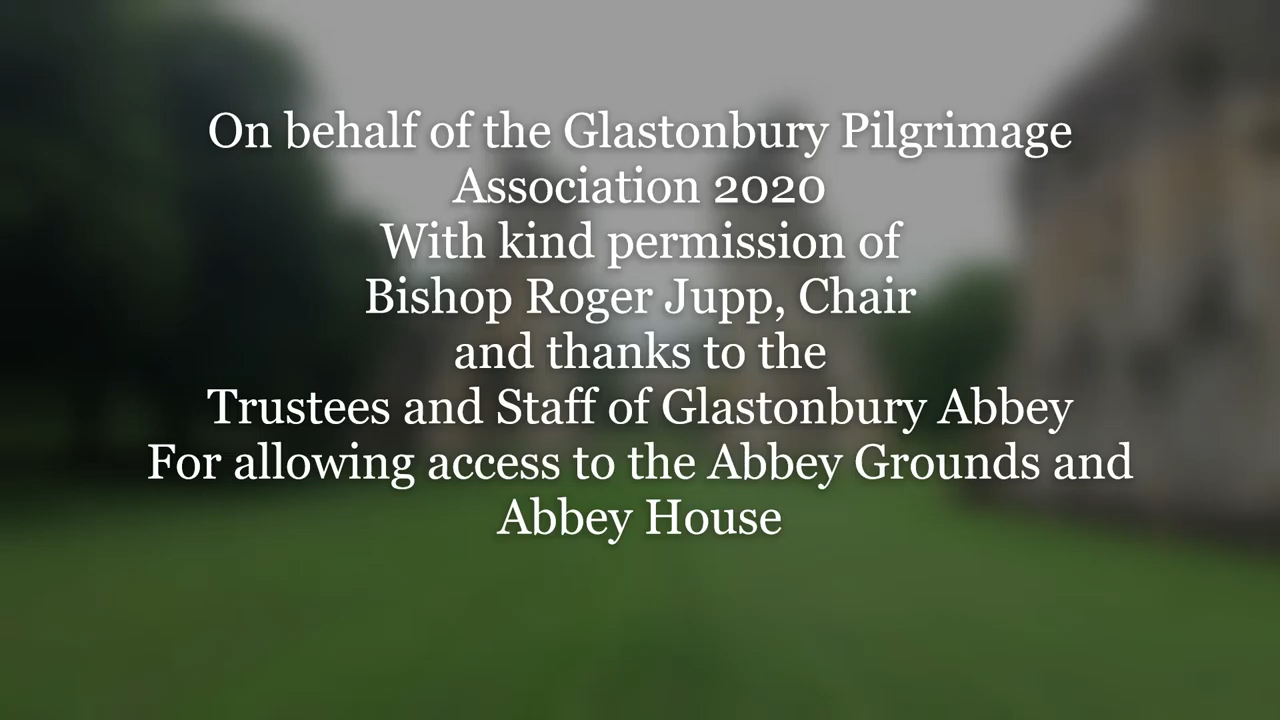 On behalf of the Glastonbury Pilgrimage
Association 2020
With kind permission of
Bishop Roger Jupp, Chair
and thanks to the
Trustees and Staff of Glastonbury Abbey
For allowing access to the Abbey Grounds and
Abbey House